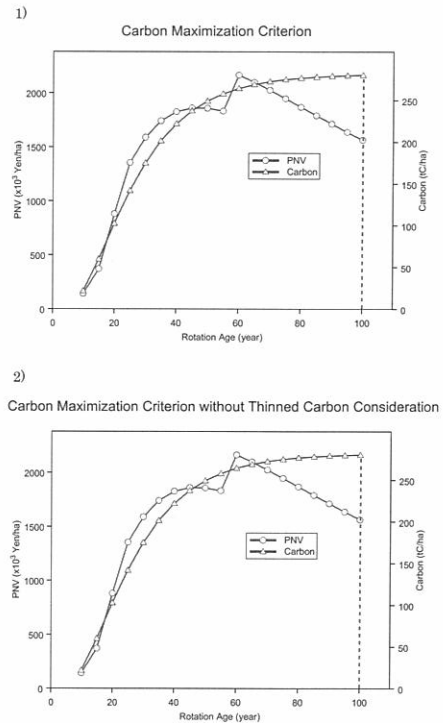 1)
Carbon Maximization Criterion
PNV (x10³ Yen/ha)
2000
1500
1000
500
0
Carbon (tC/ha)
250
200
150
100
50
0
PNV
Carbon
0 20 40 60 80 100
Rotation Age (year)
2)
Carbon Maximization Criterion without Thinned Carbon Consideration
PNV (x10³ Yen/ha)
2000
1500
1000
500
0
Carbon (tC/ha)
250
200
150
100
50
0
PNV
Carbon
0 20 40 60 80 100
Rotation Age (year)